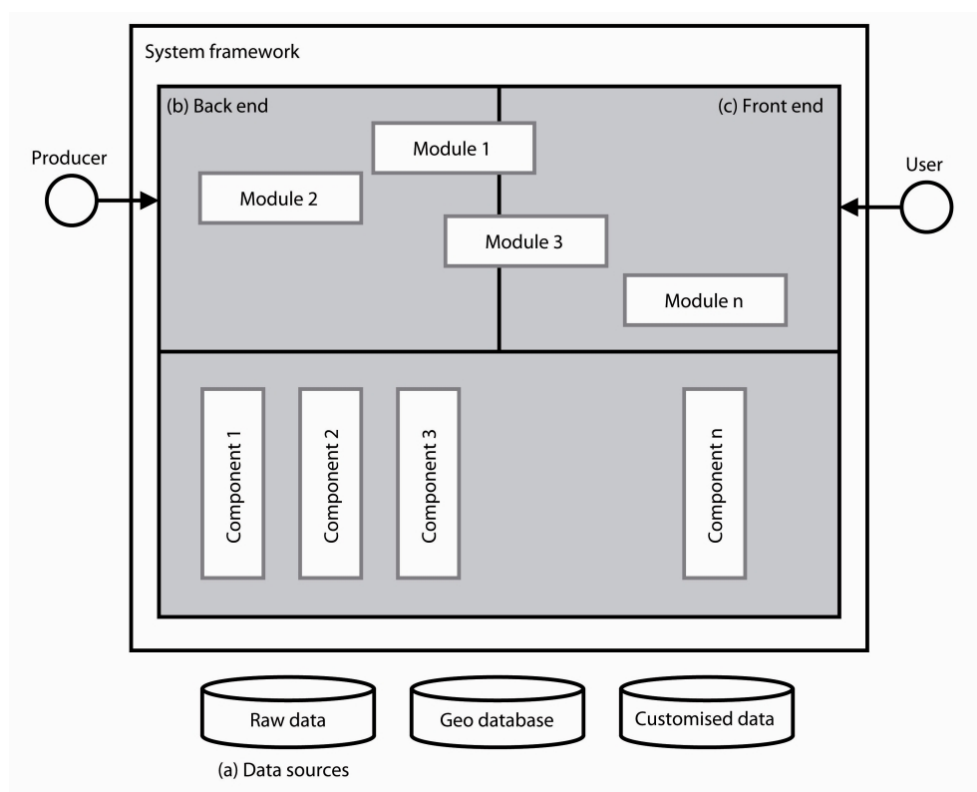 System framework
(b) Back end
(c) Front end
Module 1
Producer
User
Module 2
Module 3
Module n
Component 1
Component 2
Component 3
Component n
Raw data
Geo database
Customised data
(a) Data sources